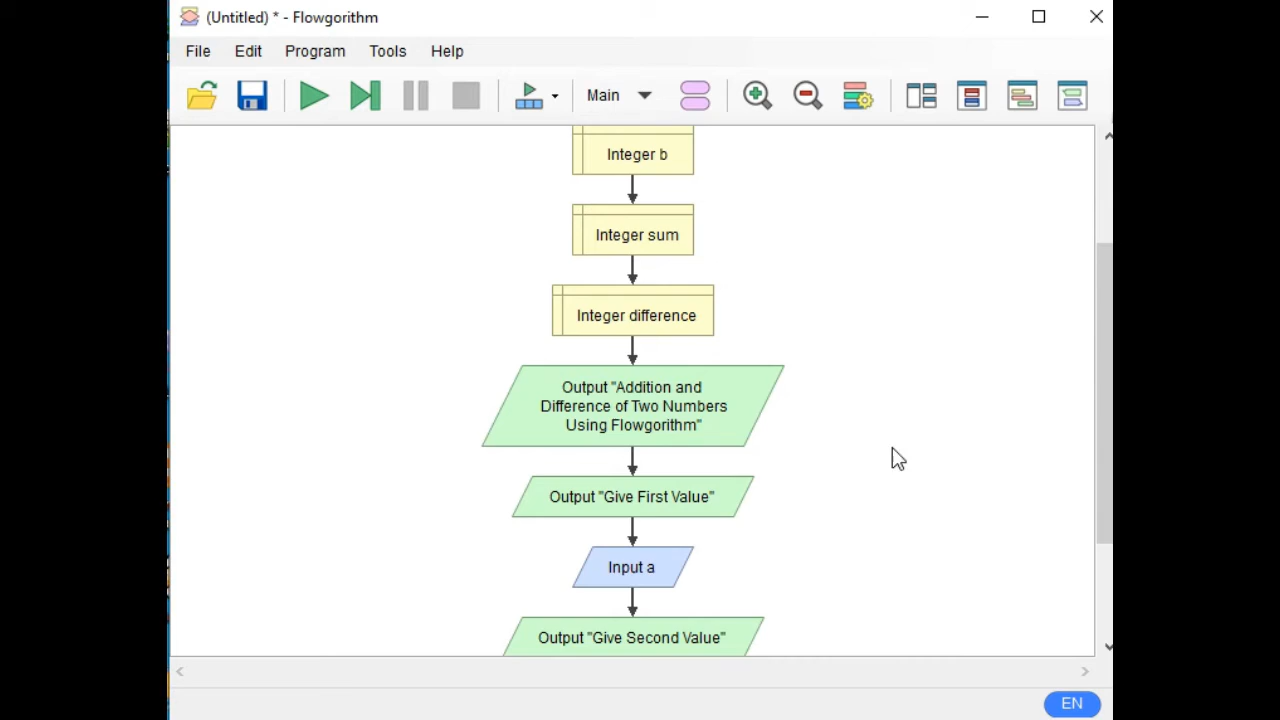 (Untitled) * - Flowgorithm
File Edit Program Tools Help
Main
Integer b
Integer sum
Integer difference
Output "Addition and
Difference of Two Numbers
Using Flowgorithm"
Output "Give First Value"
Input a
Output "Give Second Value"
EN